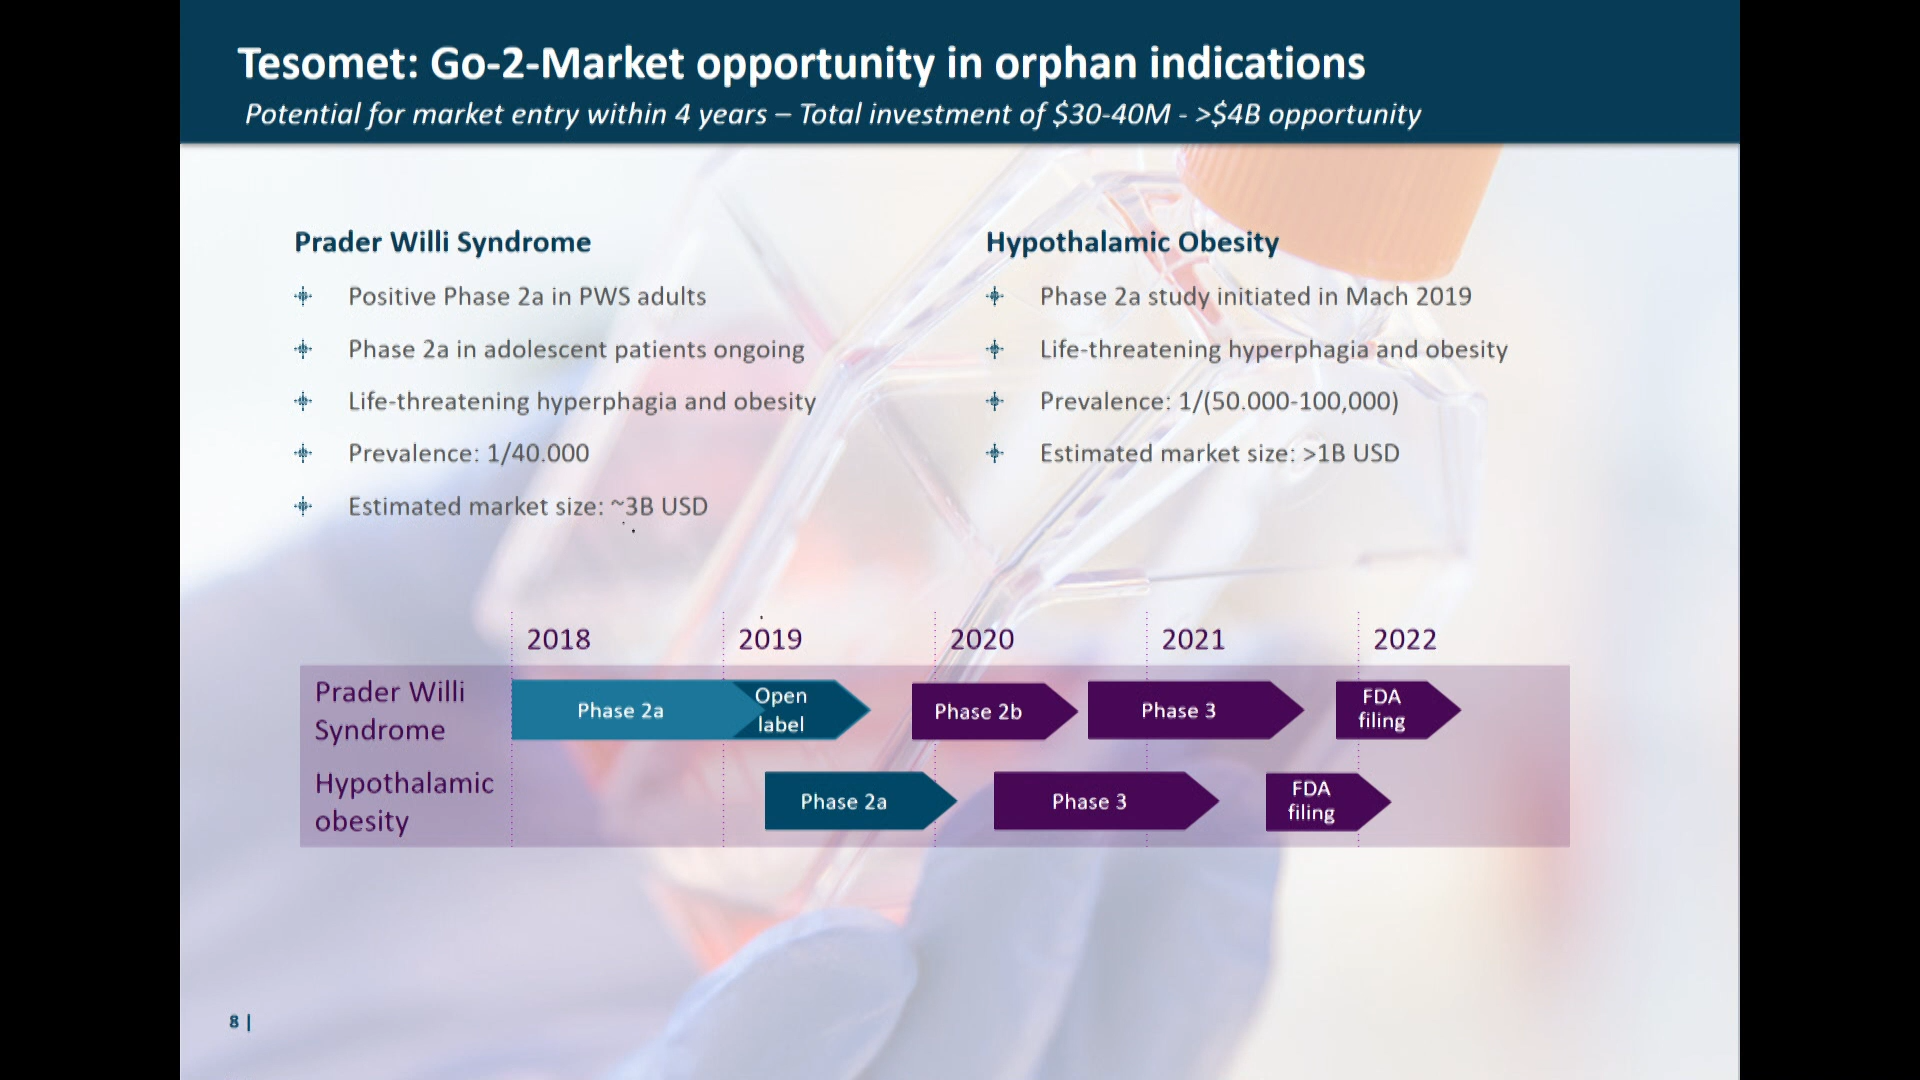 Tesomet: Go-2-Market opportunity in orphan indications
Potential for market entry within 4 years – Total investment of $30-40M - >$4B opportunity
Prader Willi Syndrome
Positive Phase 2a in PWS adults
Phase 2a in adolescent patients ongoing
Life-threatening hyperphagia and obesity
Prevalence: 1/40.000
Estimated market size: ~3B USD
Hypothalamic Obesity
Phase 2a study initiated in Mach 2019
Life-threatening hyperphagia and obesity
Prevalence: 1/(50.000-100,000)
Estimated market size: >1B USD
2018 2019 2020 2021 2022
Prader Willi
Syndrome
Phase 2a
Open
label
Phase 2b
Phase 3
FDA
filing
Hypothalamic
obesity
Phase 2a
Phase 3
FDA
filing
8 |